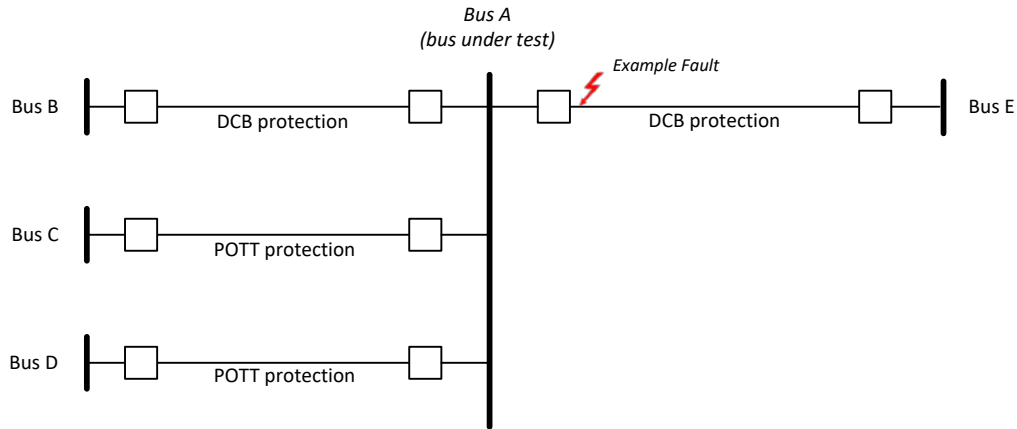 Bus A
(bus under test)
Example Fault
Bus B
DCB protection
DCB protection
Bus E
Bus C
POTT protection
Bus D
POTT protection